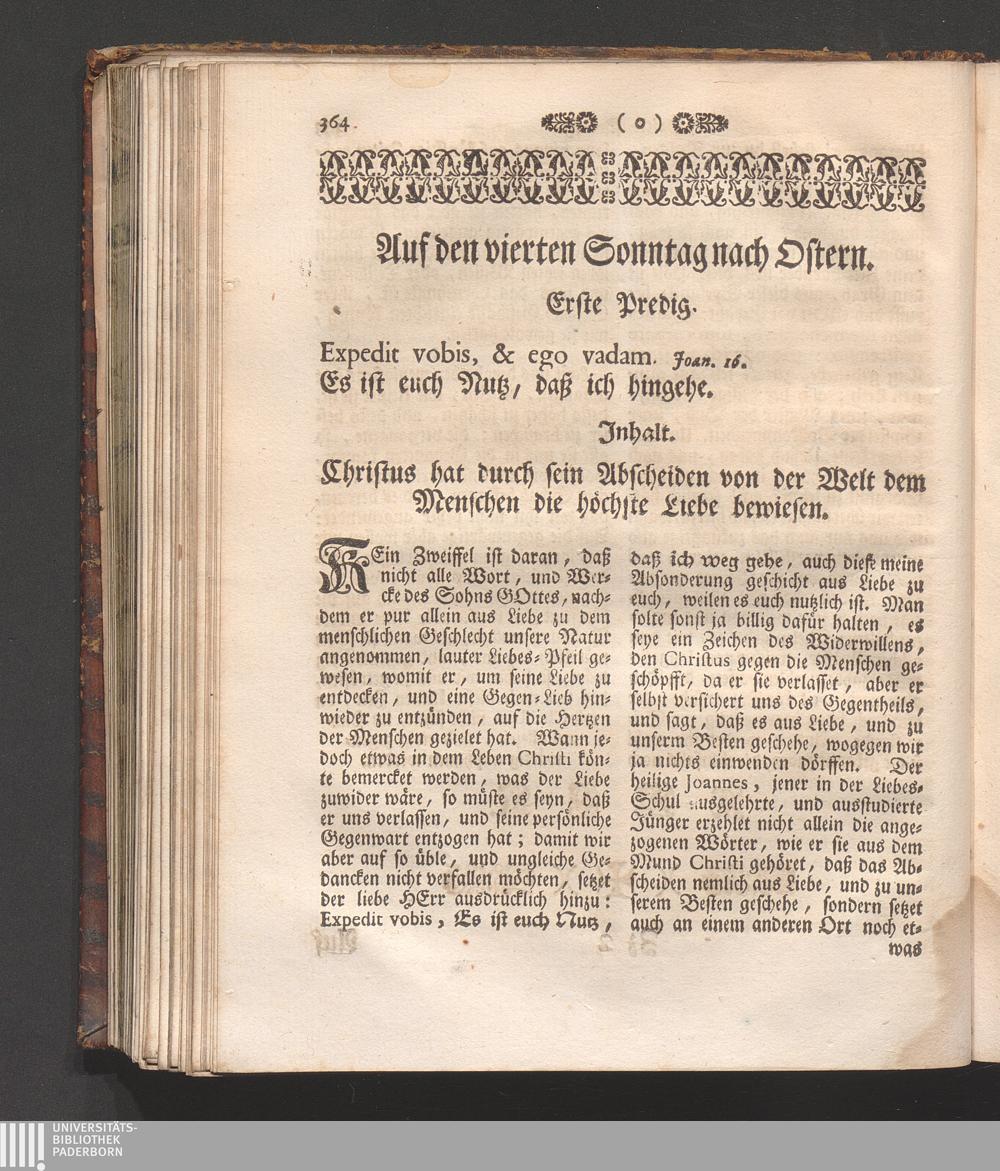 364
( o )
Auf den vierten Sonntag nach Ostern.
Erste Predig.
Expedit vobis, & ego vadam. Joan. 16.
Es ist euch Nutz, daß ich hingehe.
Inhalt.
Christus hat durch sein Abscheiden von der Welt dem
Menschen die höchste Liebe bewiesen.
KEin Zweiffel ist daran, daß
nicht alle Wort, und Wer-
cke des Sohns GOttes, nach-
dem er pur allein aus Liebe zu dem
menschlichen Geschlecht unsere Natur
angenommen, lauter Liebes-Pfeil ge-
wesen, womit er, um seine Liebe zu
entdecken, und eine Gegen-Lieb hin-
wieder zu entzünden, auf die Hertzen
der Menschen gezielet hat. Wann je-
doch etwas in dem Leben Christi kön-
te bemercket werden, was der Liebe
zuwider wäre, so müste es seyn, daß
er uns verlassen, und seine persönliche
Gegenwart entzogen hat; damit wir
aber auf so üble, und ungleiche Ge-
dancken nicht verfallen möchten, setzet
der liebe HErr ausdrücklich hinzu:
Expedit vobis, Es ist euch Nutz,
daß ich weg gehe, auch diese meine
Absonderung geschicht aus Liebe zu
euch, weilen es euch nutzlich ist. Man
solte sonst ja billig dafür halten, es
seye ein Zeichen des Widerwillens,
den Christus gegen die Menschen ge-
schöpfft, da er sie verlasset, aber er
selbst versichert uns des Gegentheils,
und sagt, daß es aus Liebe, und zu
unserm Besten geschehe, wogegen wir
ja nichts einwenden dörffen. Der
heilige Joannes, jener in der Liebes-
Schul ausgelehrte, und ausstudierte
Jünger erzehlet nicht allein die ange-
zogenen Wörter, wie er sie aus dem
Mund Christi gehöret, daß das Ab-
scheiden nemlich aus Liebe, und zu un-
serem Besten geschehe, sondern setzet
auch an einem anderen Ort noch et-
was
UNIVERSITÄTS-
BIBLIOTHEK
PADERBORN